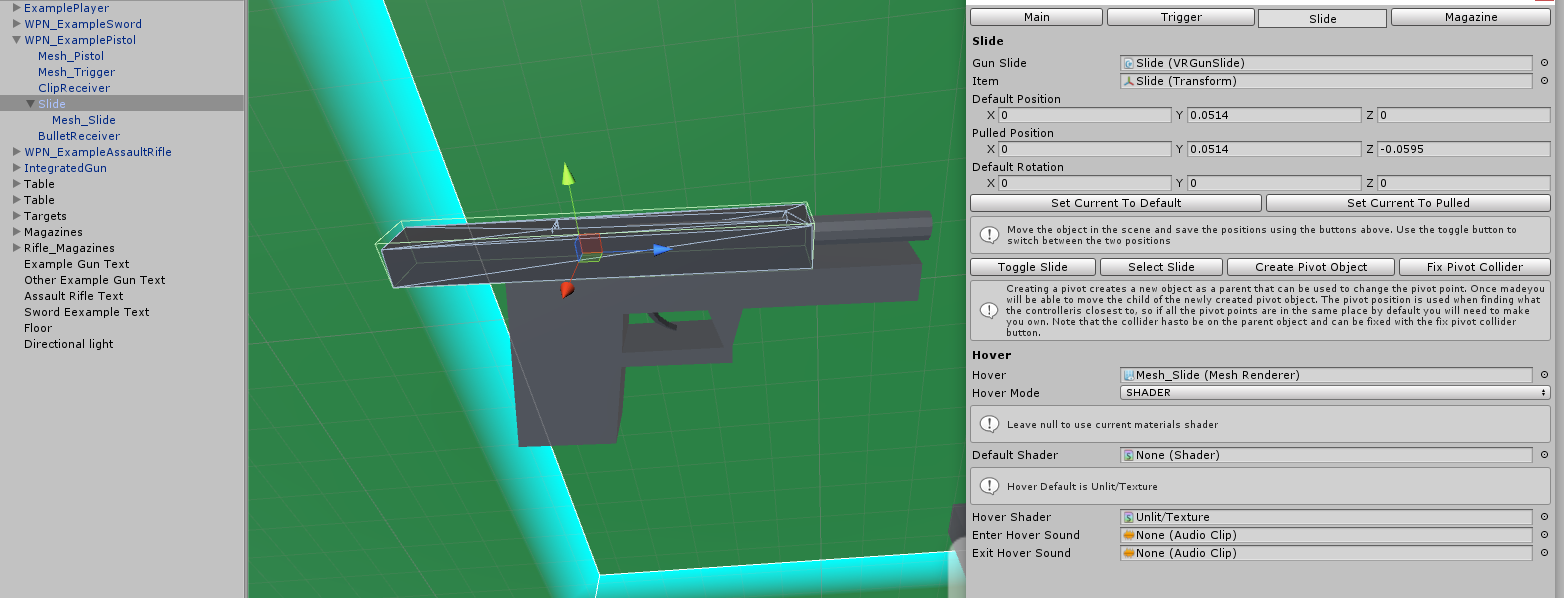 ExamplePlayer
WPN_ExampleSword
WPN_ExamplePistol
Mesh_Pistol
Mesh_Trigger
ClipReceiver
Slide
Mesh_Slide
BulletReceiver
WPN_ExampleAssaultRifle
IntegratedGun
Table
Table
Targets
Magazines
Rifle_Magazines
Example Gun Text
Other Example Gun Text
Assault Rifle Text
Sword Eexample Text
Floor
Directional light
Main Trigger Slide Magazine
Slide
Gun Slide Slide (VRGunSlide)
Item Slide (Transform)
Default Position
X 0 Y 0.0514 Z 0
Pulled Position
X 0 Y 0.0514 Z -0.0595
Default Rotation
X 0 Y 0 Z 0
Set Current To Default Set Current To Pulled
Move the object in the scene and save the positions using the buttons above. Use the toggle button to
switch between the two positions
Toggle Slide Select Slide Create Pivot Object Fix Pivot Collider
Creating a pivot creates a new object as a parent that can be used to change the pivot point. Once madeyou
will be able to move the child of the newly created pivot object. The pivot position is used when finding what
the controlleris closest to, so if all the pivot points are in the same place by default you will need to make
you own. Note that the collider hasto be on the parent object and can be fixed with the fix pivot collider
button.
Hover
Hover Mesh_Slide (Mesh Renderer)
Hover Mode SHADER
Leave null to use current materials shader
Default Shader None (Shader)
Hover Default is Unlit/Texture
Hover Shader Unlit/Texture
Enter Hover Sound None (Audio Clip)
Exit Hover Sound None (Audio Clip)